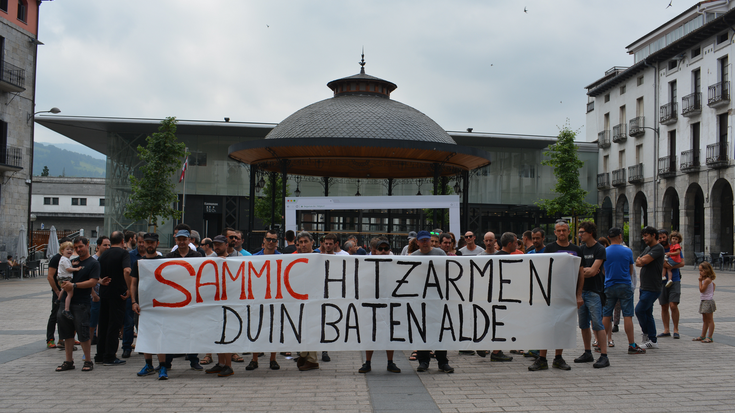 SAMMIC HITZARMEN
DUIN BATEN ALDE.